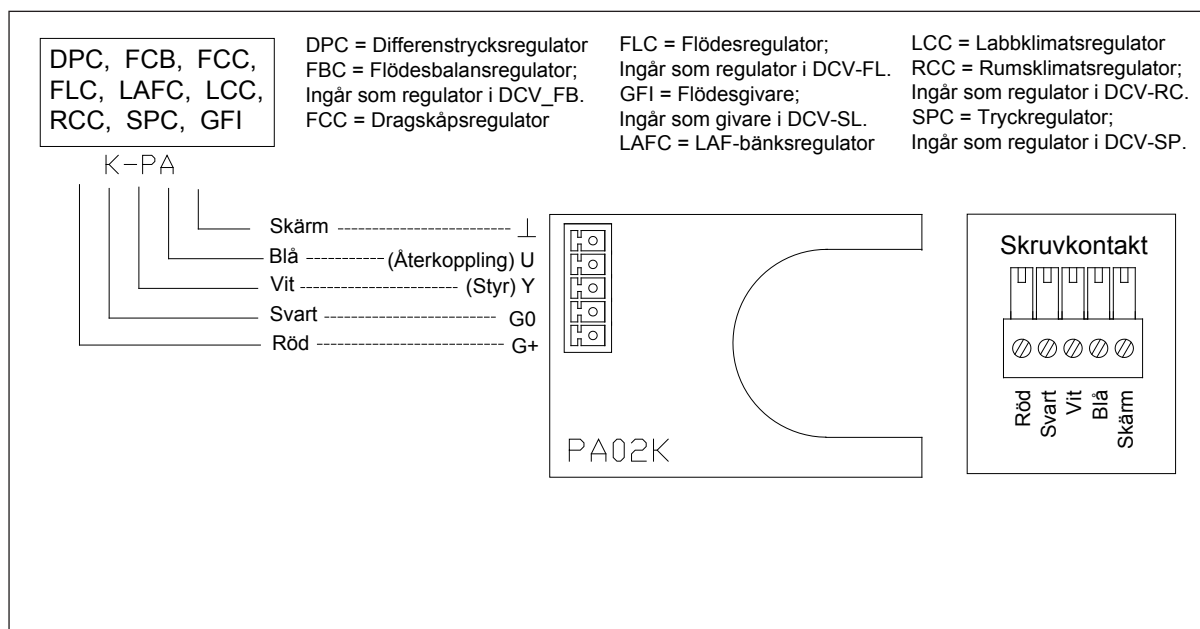 DPC, FCB, FCC,
FLC, LAFC, LCC,
RCC, SPC, GFI
K-PA
DPC = Differenstrycksregulator
FBC = Flödesbalansregulator;
Ingår som regulator i DCV_FB.
FCC = Dragskåpsregulator
FLC = Flödesregulator;
Ingår som regulator i DCV-FL.
GFI = Flödesgivare;
Ingår som givare i DCV-SL.
LAFC = LAF-bänksregulator
LCC = Labbklimatsregulator
RCC = Rumsklimatsregulator;
Ingår som regulator i DCV-RC.
SPC = Tryckregulator;
Ingår som regulator i DCV-SP.
Skärm
Blå (Återkoppling) U
Vit (Styr) Y
Svart G0
Röd G+
PA02K
Skruvkontakt
Röd
Svart
Vit
Blå
Skärm